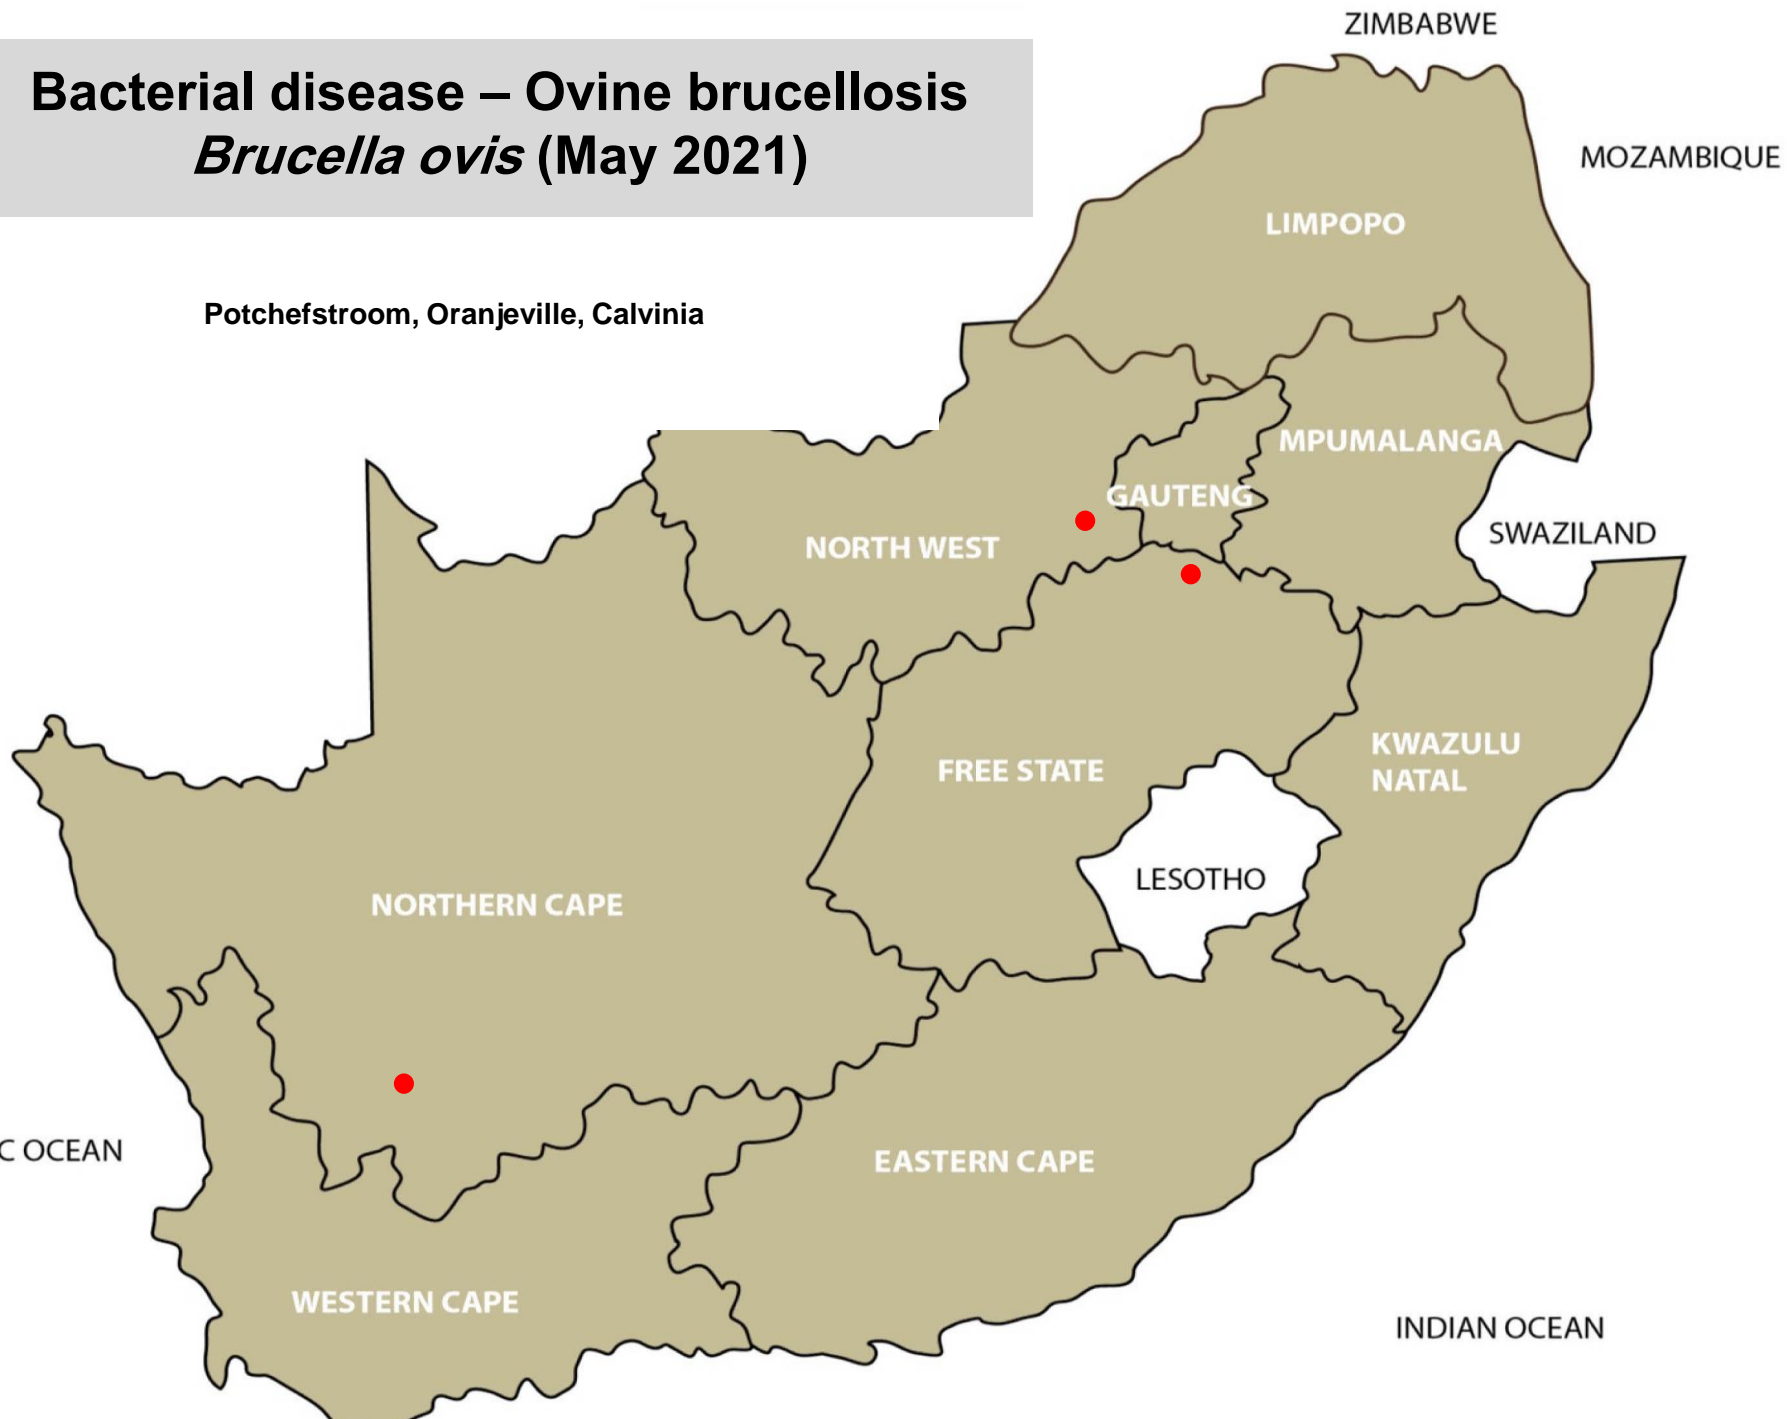 ZIMBABWE
Bacterial disease – Ovine brucellosis
Brucella ovis (May 2021)
MOZAMBIQUE
LIMPOPO
Potchefstroom, Oranjeville, Calvinia
MPUMALANGA
GAUTENG
SWAZILAND
NORTH WEST
KWAZULU
NATAL
FREE STATE
LESOTHO
NORTHERN CAPE
C OCEAN
EASTERN CAPE
WESTERN CAPE
INDIAN OCEAN